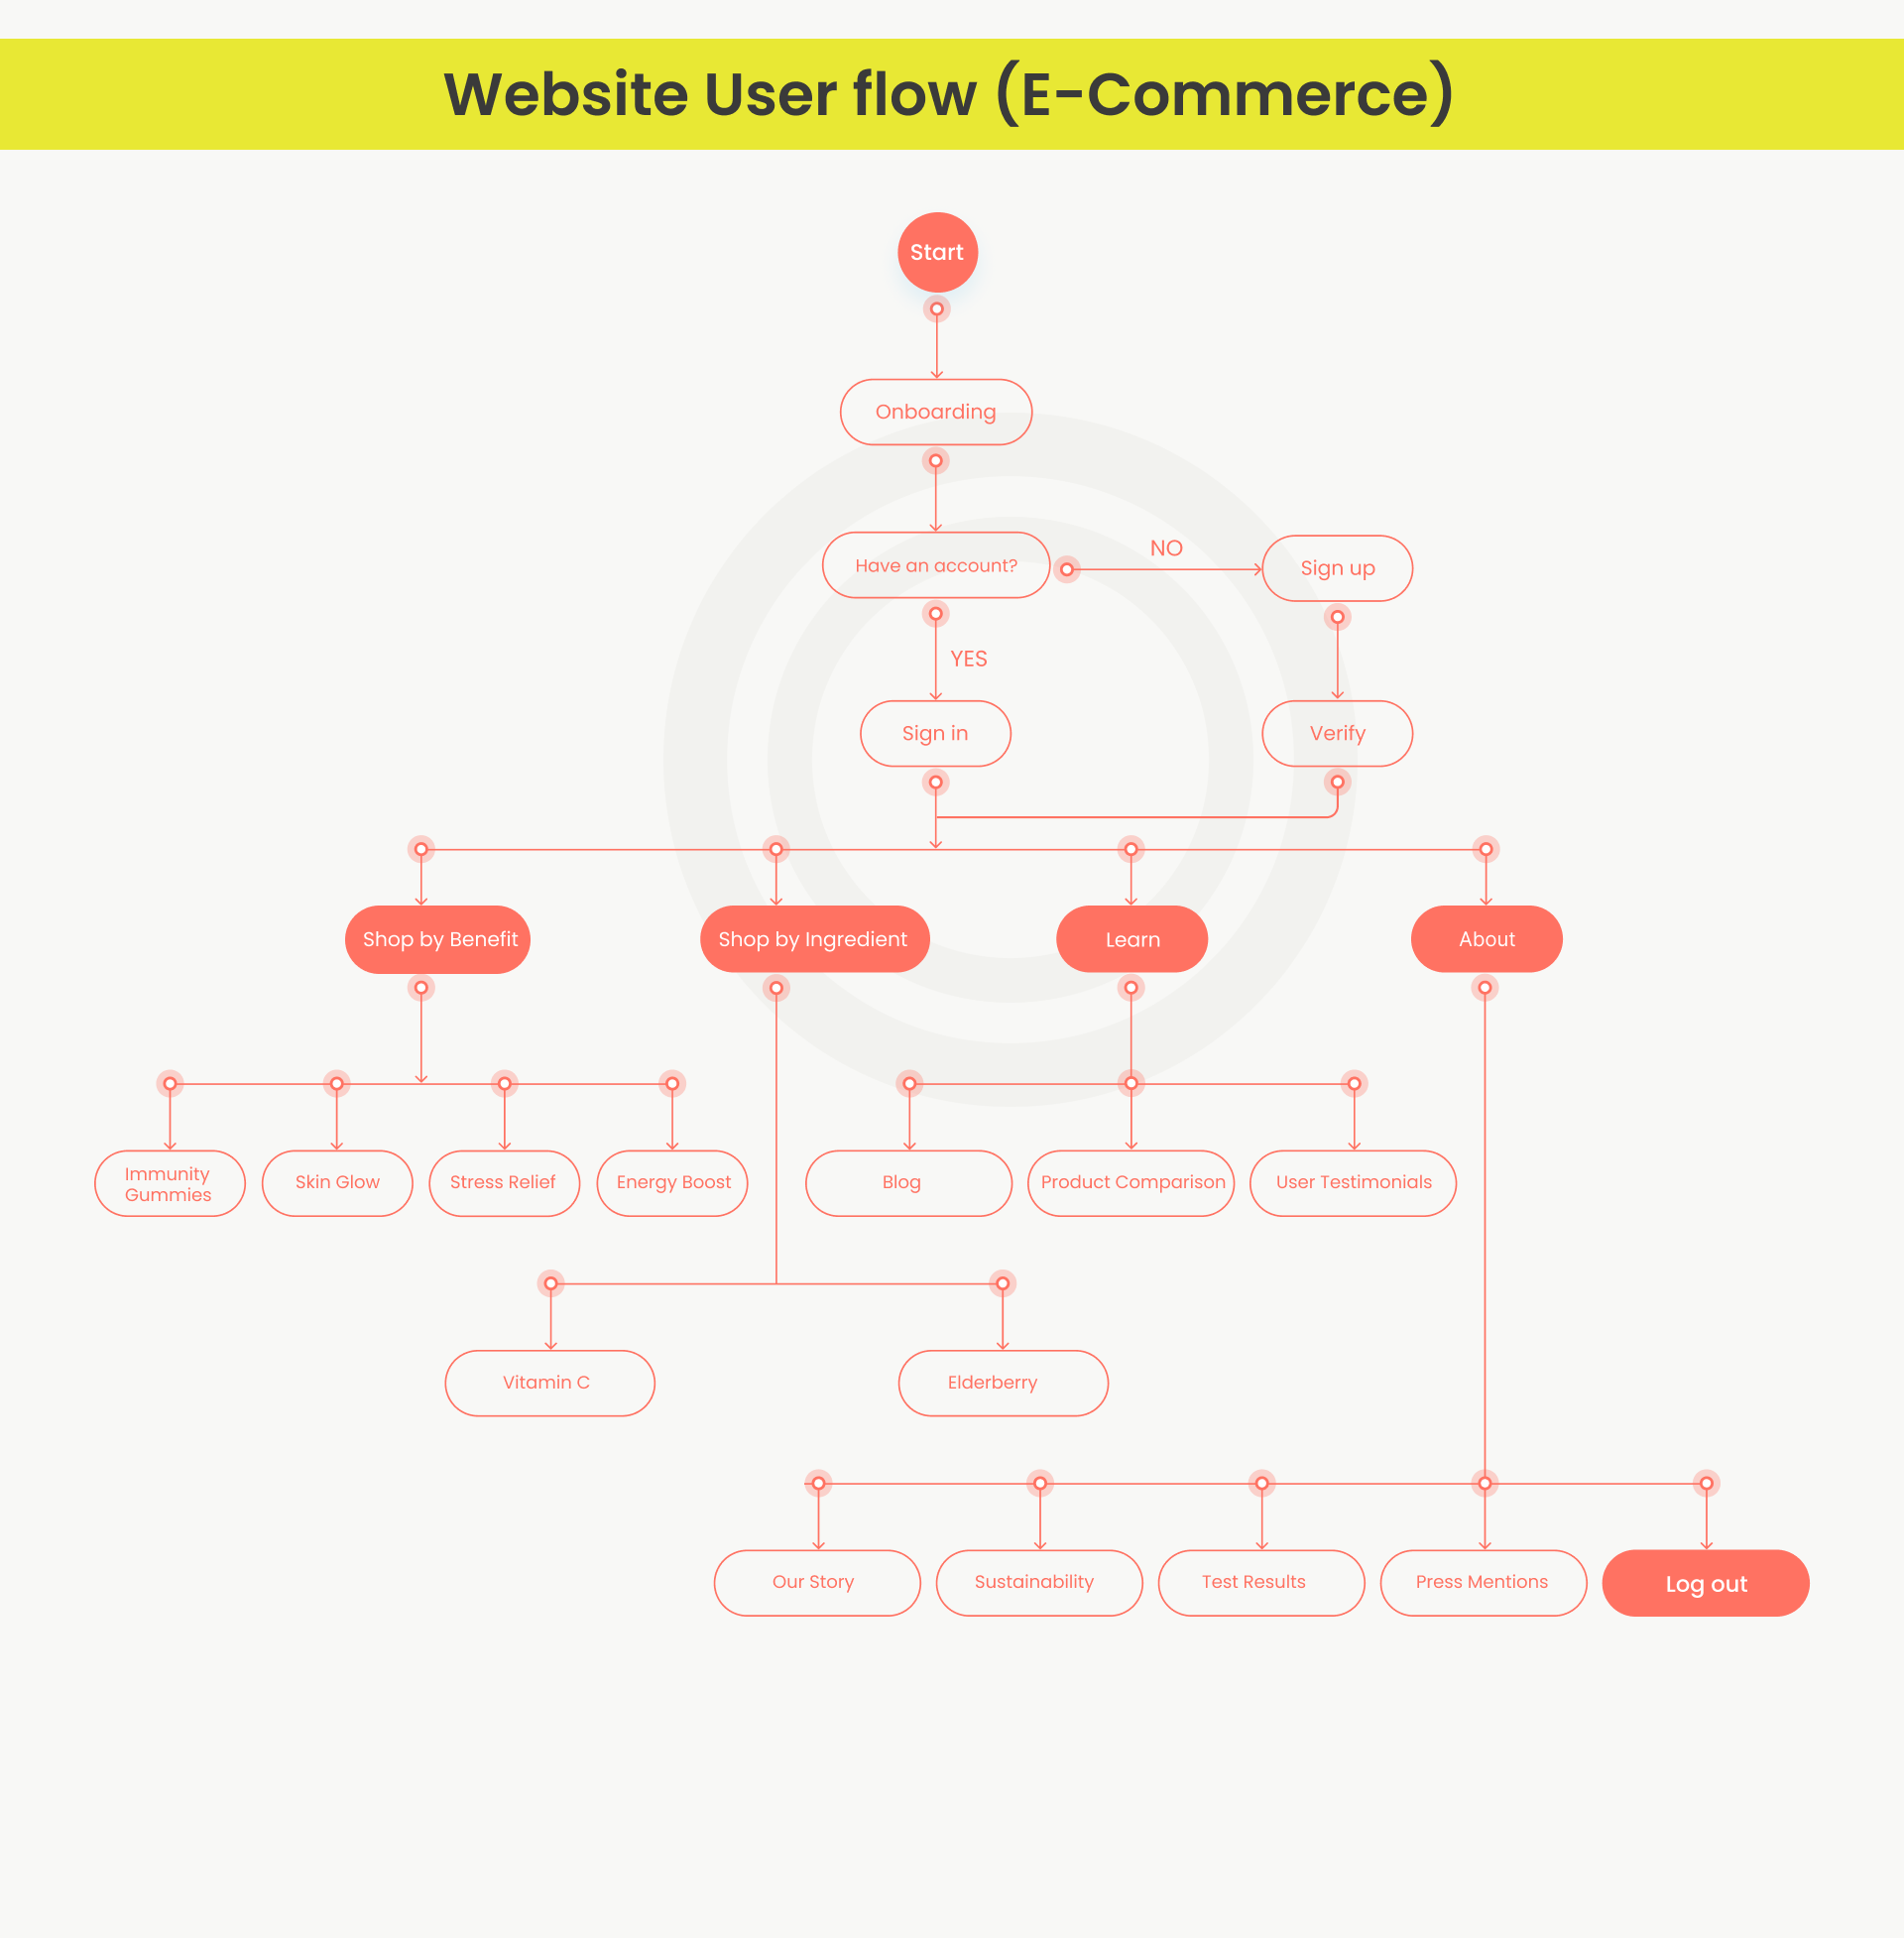 Website User flow (E-Commerce)
Start
Onboarding
Have an account?
NO
Sign up
YES
Sign in
Verify
Shop by Benefit
Shop by Ingredient
Learn
About
Immunity
Gummies
Skin Glow
Stress Relief
Energy Boost
Blog
Product Comparison
User Testimonials
Vitamin C
Elderberry
Our Story
Sustainability
Test Results
Press Mentions
Log out